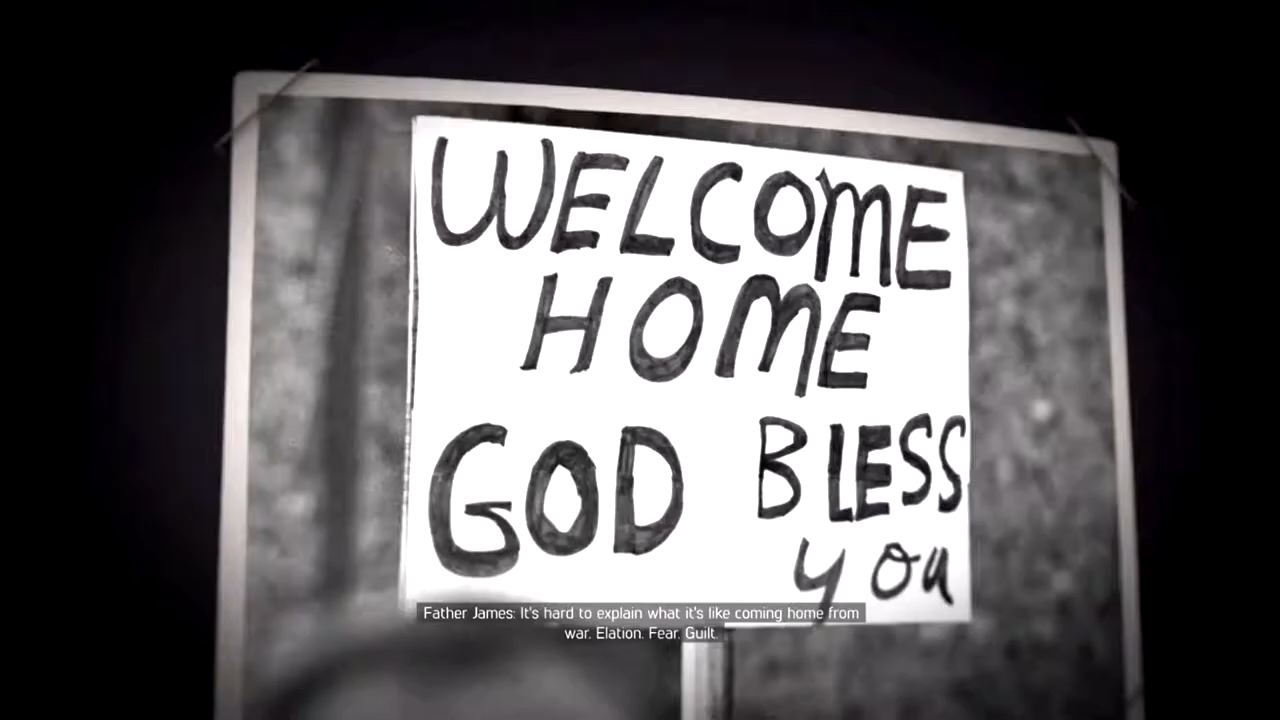 WELCOME
HOME
GOD BLESS
you
Father James: It's hard to explain what it's like coming home from
war. Elation. Fear. Guilt.